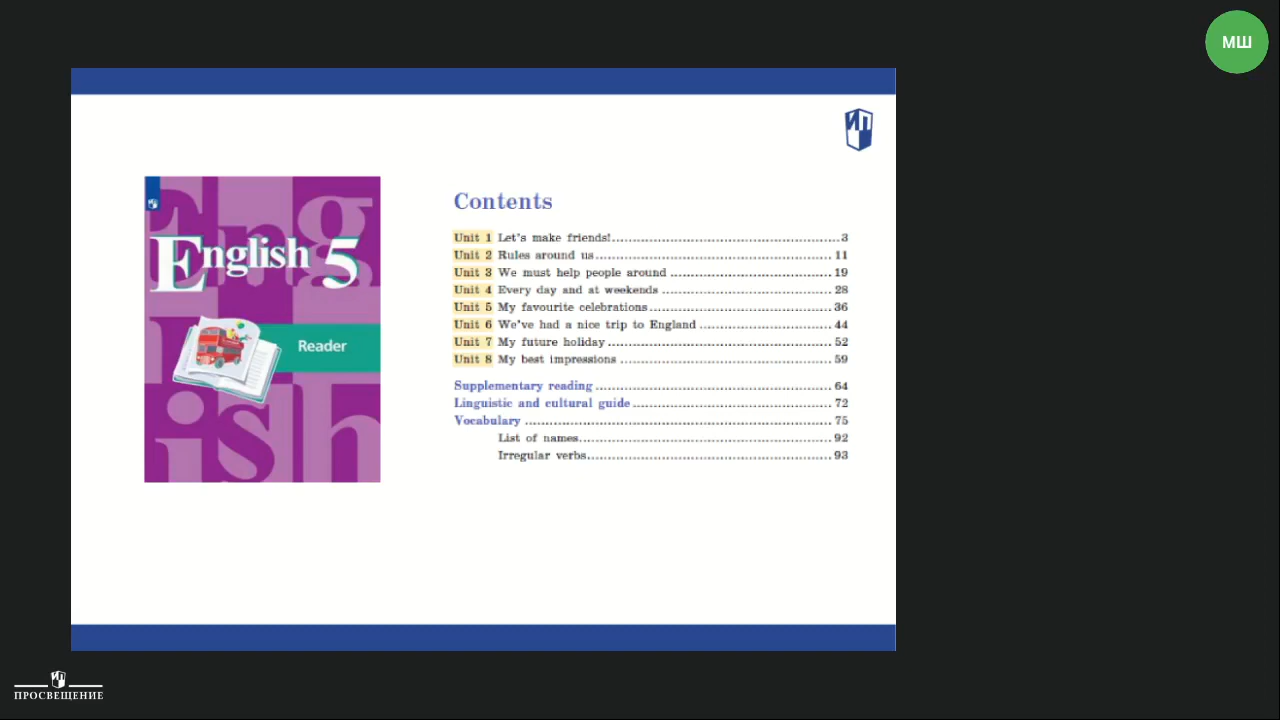 МШ
ИП
English 5
Reader
Contents
Unit 1 Let's make friends!........3
Unit 2 Rules around us........11
Unit 3 We must help people around........19
Unit 4 Every day and at weekends........28
Unit 5 My favourite celebrations........36
Unit 6 We've had a nice trip to England........44
Unit 7 My future holiday........52
Unit 8 My best impressions........59
Supplementary reading........64
Linguistic and cultural guide........72
Vocabulary........75
List of names........92
Irregular verbs........93
ПРОСВЕЩЕНИЕ